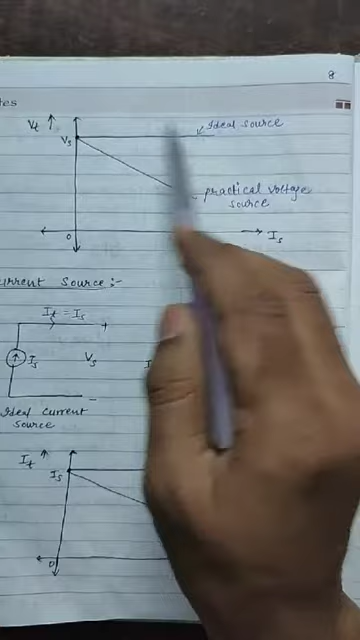 8
tes
Vt ↑
Ideal source
Vs
practical voltage
source
0
→ Is
urrent Source:-
It = Is
+
Is
Vs
I
-
Ideal current
source
It ↑
Is
0